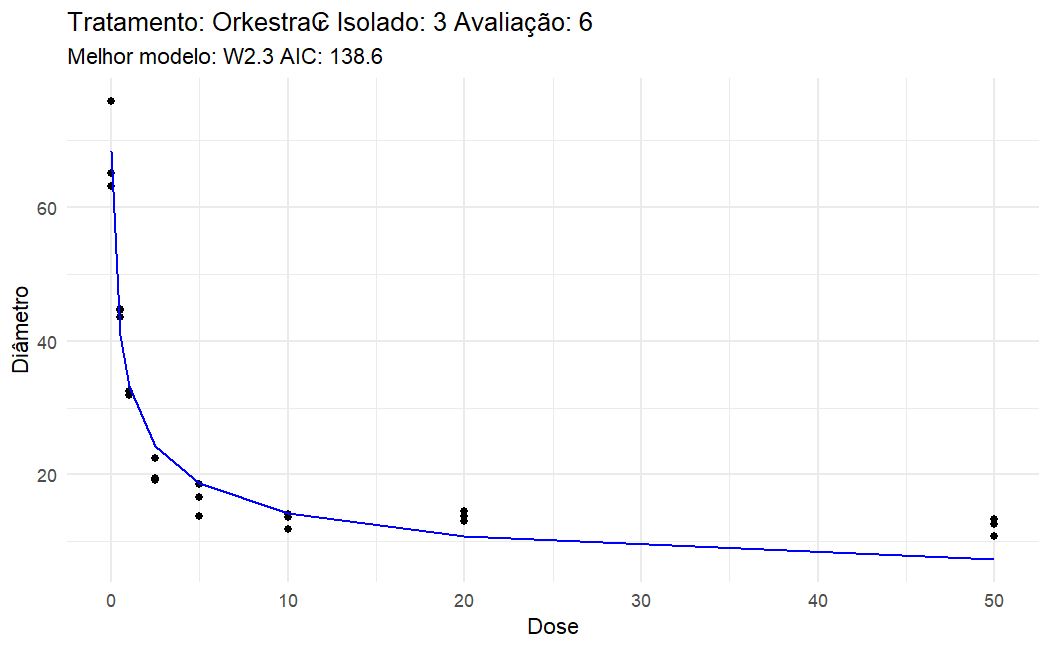 Tratamento: Orkestra₢ Isolado: 3 Avaliação: 6
Melhor modelo: W2.3 AIC: 138.6
60
40
20
Diâmetro
0 10 20 30 40 50
Dose